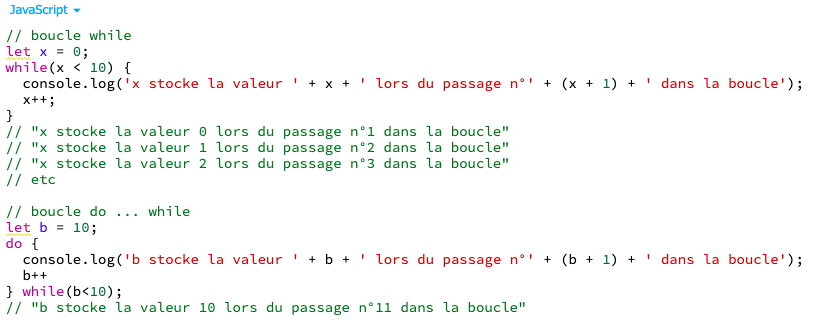 JavaScript
// boucle while
let x = 0;
while(x < 10) {
  console.log('x stocke la valeur ' + x + ' lors du passage n°' + (x + 1) + ' dans la boucle');
  x++;
}
// "x stocke la valeur 0 lors du passage n°1 dans la boucle"
// "x stocke la valeur 1 lors du passage n°2 dans la boucle"
// "x stocke la valeur 2 lors du passage n°3 dans la boucle"
// etc

// boucle do ... while
let b = 10;
do {
  console.log('b stocke la valeur ' + b + ' lors du passage n°' + (b + 1) + ' dans la boucle');
  b++
} while(b<10);
// "b stocke la valeur 10 lors du passage n°11 dans la boucle"